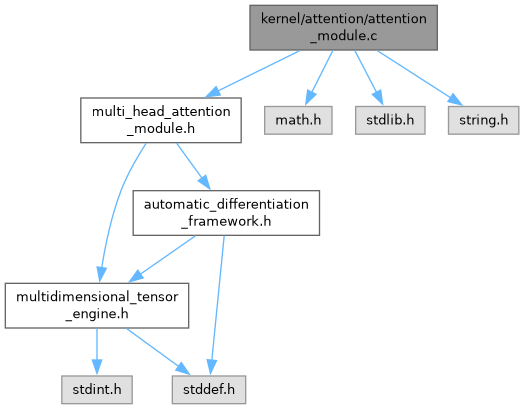 kernel/attention/attention
_module.c
multi_head_attention
_module.h
math.h
stdlib.h
string.h
automatic_differentiation
_framework.h
multidimensional_tensor
_engine.h
stdint.h
stddef.h